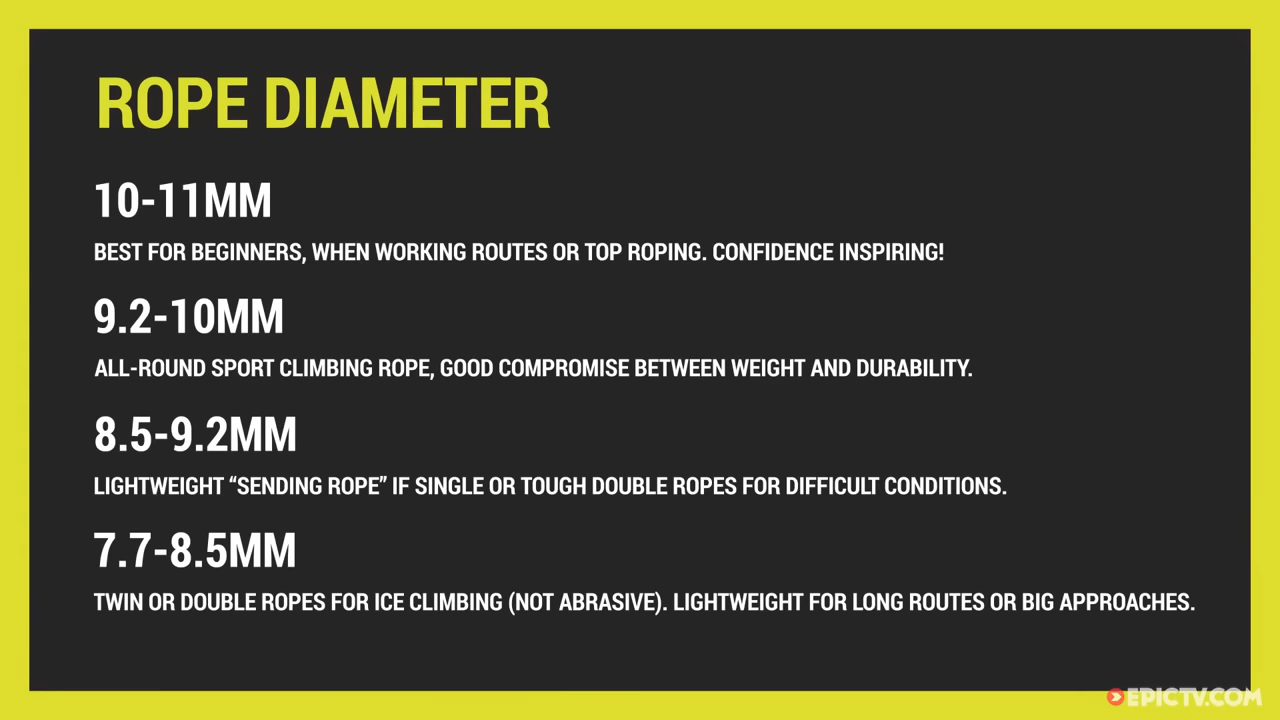 ROPE DIAMETER
10-11MM
BEST FOR BEGINNERS, WHEN WORKING ROUTES OR TOP ROPING. CONFIDENCE INSPIRING!
9.2-10MM
ALL-ROUND SPORT CLIMBING ROPE, GOOD COMPROMISE BETWEEN WEIGHT AND DURABILITY.
8.5-9.2MM
LIGHTWEIGHT “SENDING ROPE” IF SINGLE OR TOUGH DOUBLE ROPES FOR DIFFICULT CONDITIONS.
7.7-8.5MM
TWIN OR DOUBLE ROPES FOR ICE CLIMBING (NOT ABRASIVE). LIGHTWEIGHT FOR LONG ROUTES OR BIG APPROACHES.
EPICTV.COM